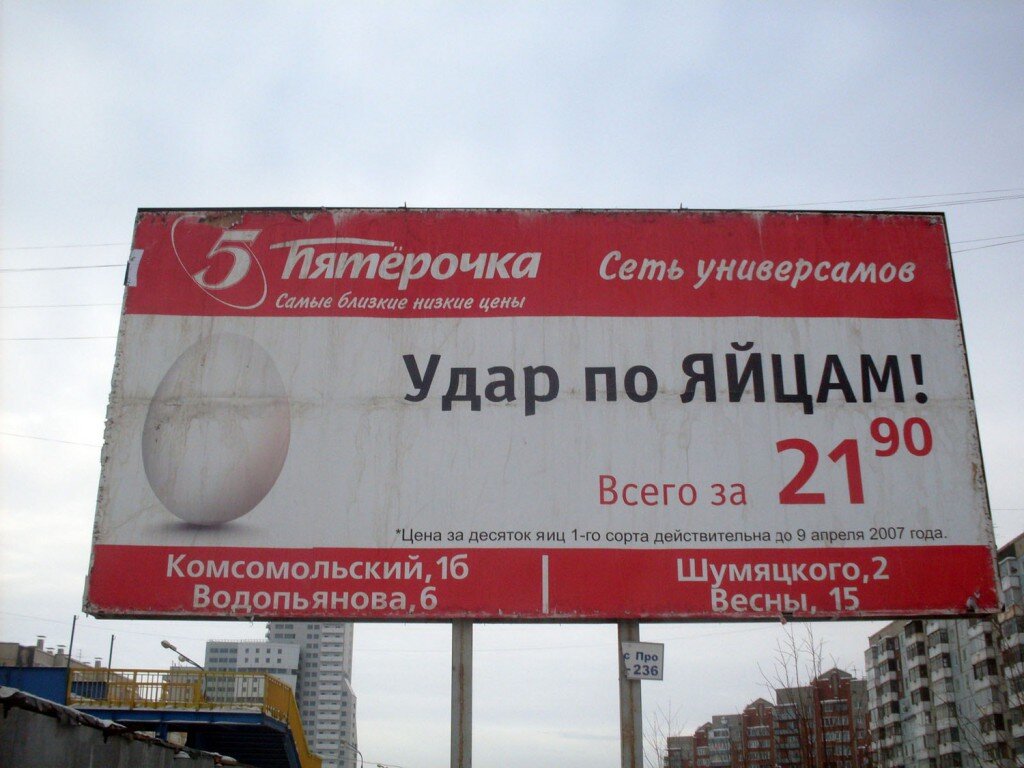 5 Пятёрочка
Самые близкие низкие цены
Сеть универсамов
Удар по ЯЙЦАМ!
Всего за 21 90
*Цена за десяток яиц 1-го сорта действительна до 9 апреля 2007 года.
Комсомольский,1б
Водопьянова,6
Шумяцкого,2
Весны, 15
с Про
236